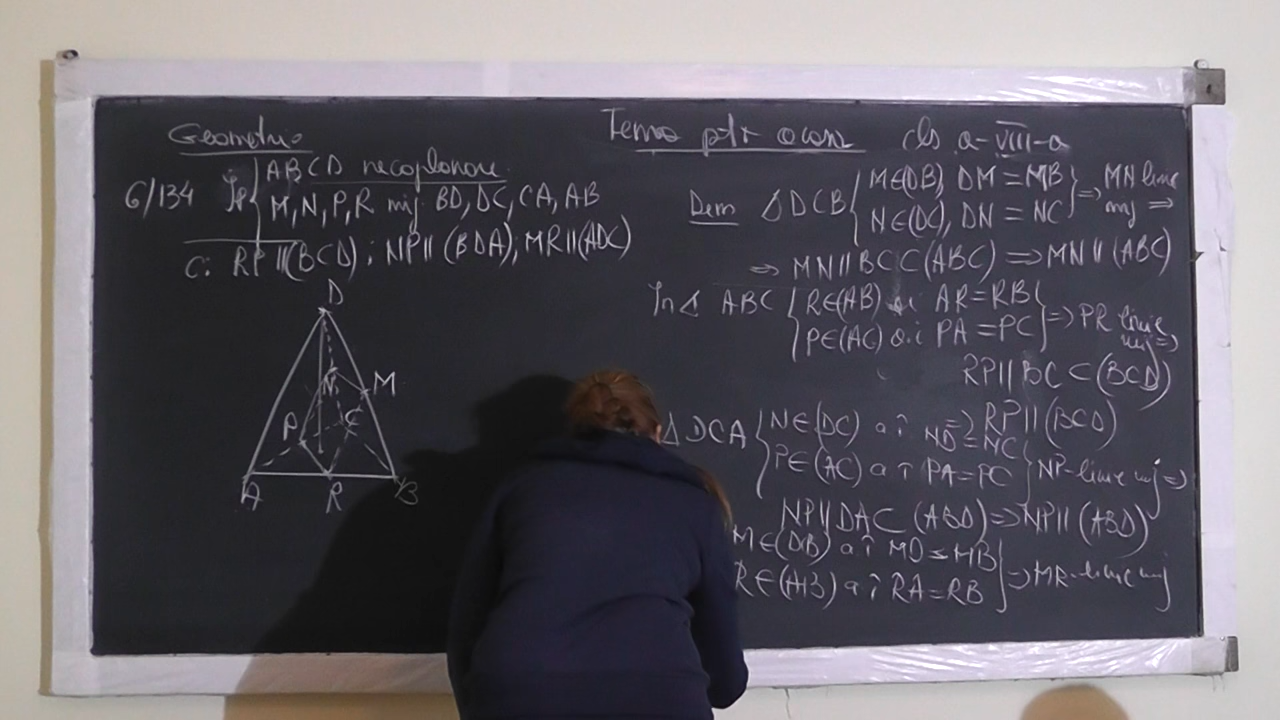 Geometrie
Temă ptr acasă cls a-VIII-a
6/134 Ip ABCD necoplanare
M, N, P, R mij BD, DC, CA, AB
C: RP || (BCD); NP || (BDA); MR || (ADC)
D
N M
P C
A R B
Dem Δ DCB M∈(DB), DM = MB
N∈(DC), DN = NC
⇒ MN linie mij ⇒
⇒ MN || BC ⊂ (ABC) ⇒ MN || (ABC)
În Δ ABC R∈(AB) a.i AR = RB
P∈(AC) a.i PA = PC
⇒ PR linie mij ⇒
RP || BC ⊂ (BCD)
⇒ RP || (BCD)
Δ DCA N∈(DC) a î ND = NC
P∈(AC) a î PA = PC
NP-linie mij ⇒
NP || DA ⊂ (ABD) ⇒ NP || (ABD)
M∈(DB) a î MD = MB
R∈(AB) a î RA = RB
⇒ MR-linie mij